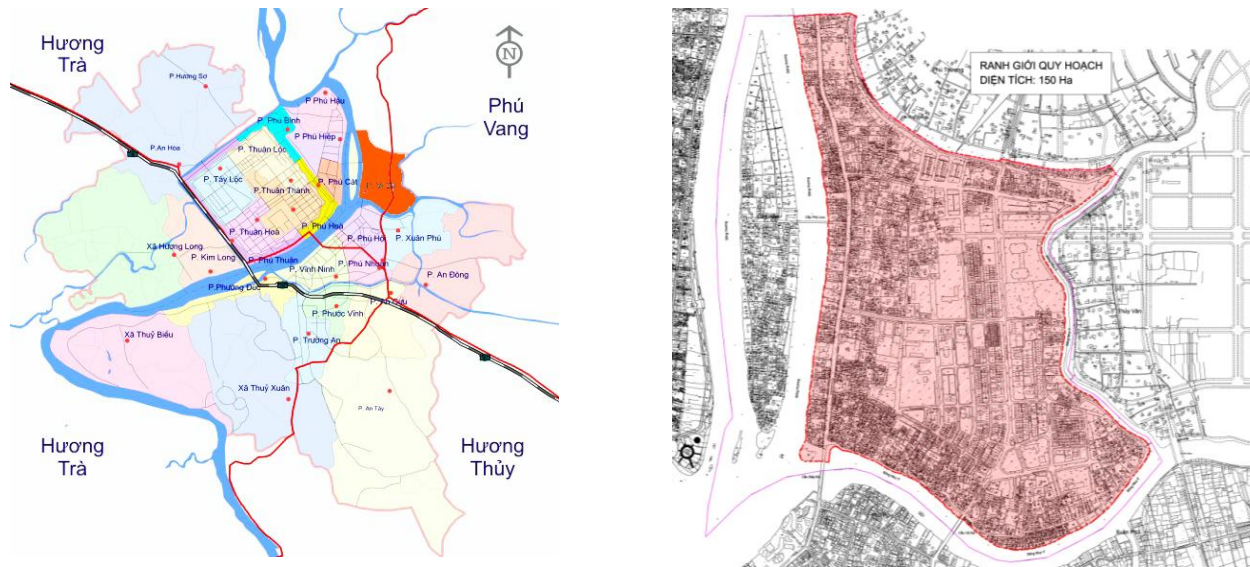 Hương
Trà
P.Hương Sơ
N
Phú
Vang
P Phú Hậu
P. Phú Bình
P Phú Hiệp
P. Thuận Lộc
P.An Hoà
P. Tây Lộc
P.Thuận Thành
P. Phú Cát
P. Thuận Hoà
P. Phú Hoà
P. Phú Hội
P. Xuân Phú
Xã Hương Long
P. Kim Long
P. Phú Thuận
P. Vĩnh Ninh
P. Phú Nhuận
P. An Đông
P.Phường Đúc
P. Phước Vĩnh
P. Trường An
Xã Thuỷ Biều
Xã Thuỷ Xuân
P. An Tây
Hương
Trà
Hương
Thủy
RANH GIỚI QUY HOẠCH
DIỆN TÍCH: 150 Ha
Thủy Vân